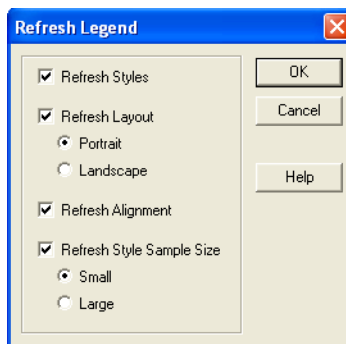 Refresh Legend
Refresh Styles
Refresh Layout
Portrait
Landscape
Refresh Alignment
Refresh Style Sample Size
Small
Large
OK
Cancel
Help